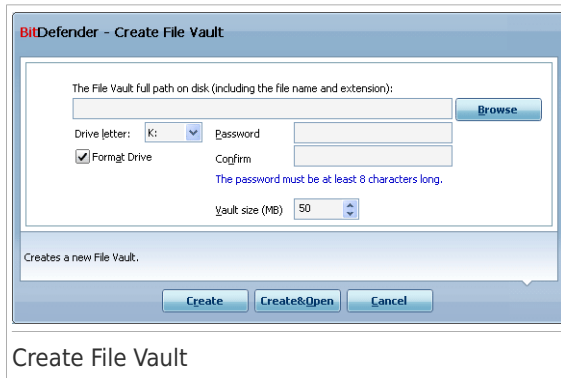 BitDefender - Create File Vault
The File Vault full path on disk (including the file name and extension):
Browse
Drive letter: K: Password
Format Drive Confirm
The password must be at least 8 characters long.
Vault size (MB) 50
Creates a new File Vault.
Create Create&Open Cancel
Create File Vault